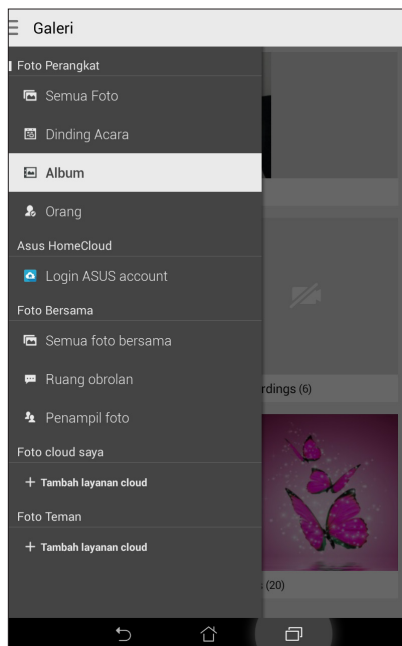 Galeri
Foto Perangkat
Semua Foto
Dinding Acara
Album
Orang
Asus HomeCloud
Login ASUS account
Foto Bersama
Semua foto bersama
Ruang obrolan
rdings (6)
Penampil foto
Foto cloud saya
+ Tambah layanan cloud
Foto Teman
+ Tambah layanan cloud
(20)